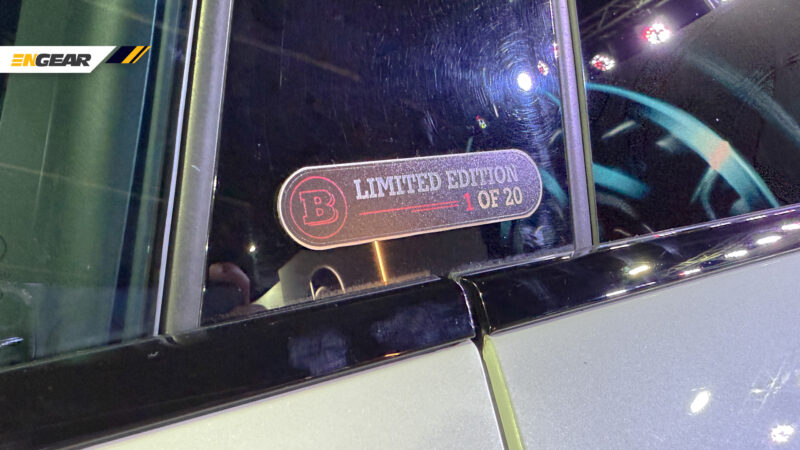 ENGEAR
B
LIMITED EDITION
1 OF 20